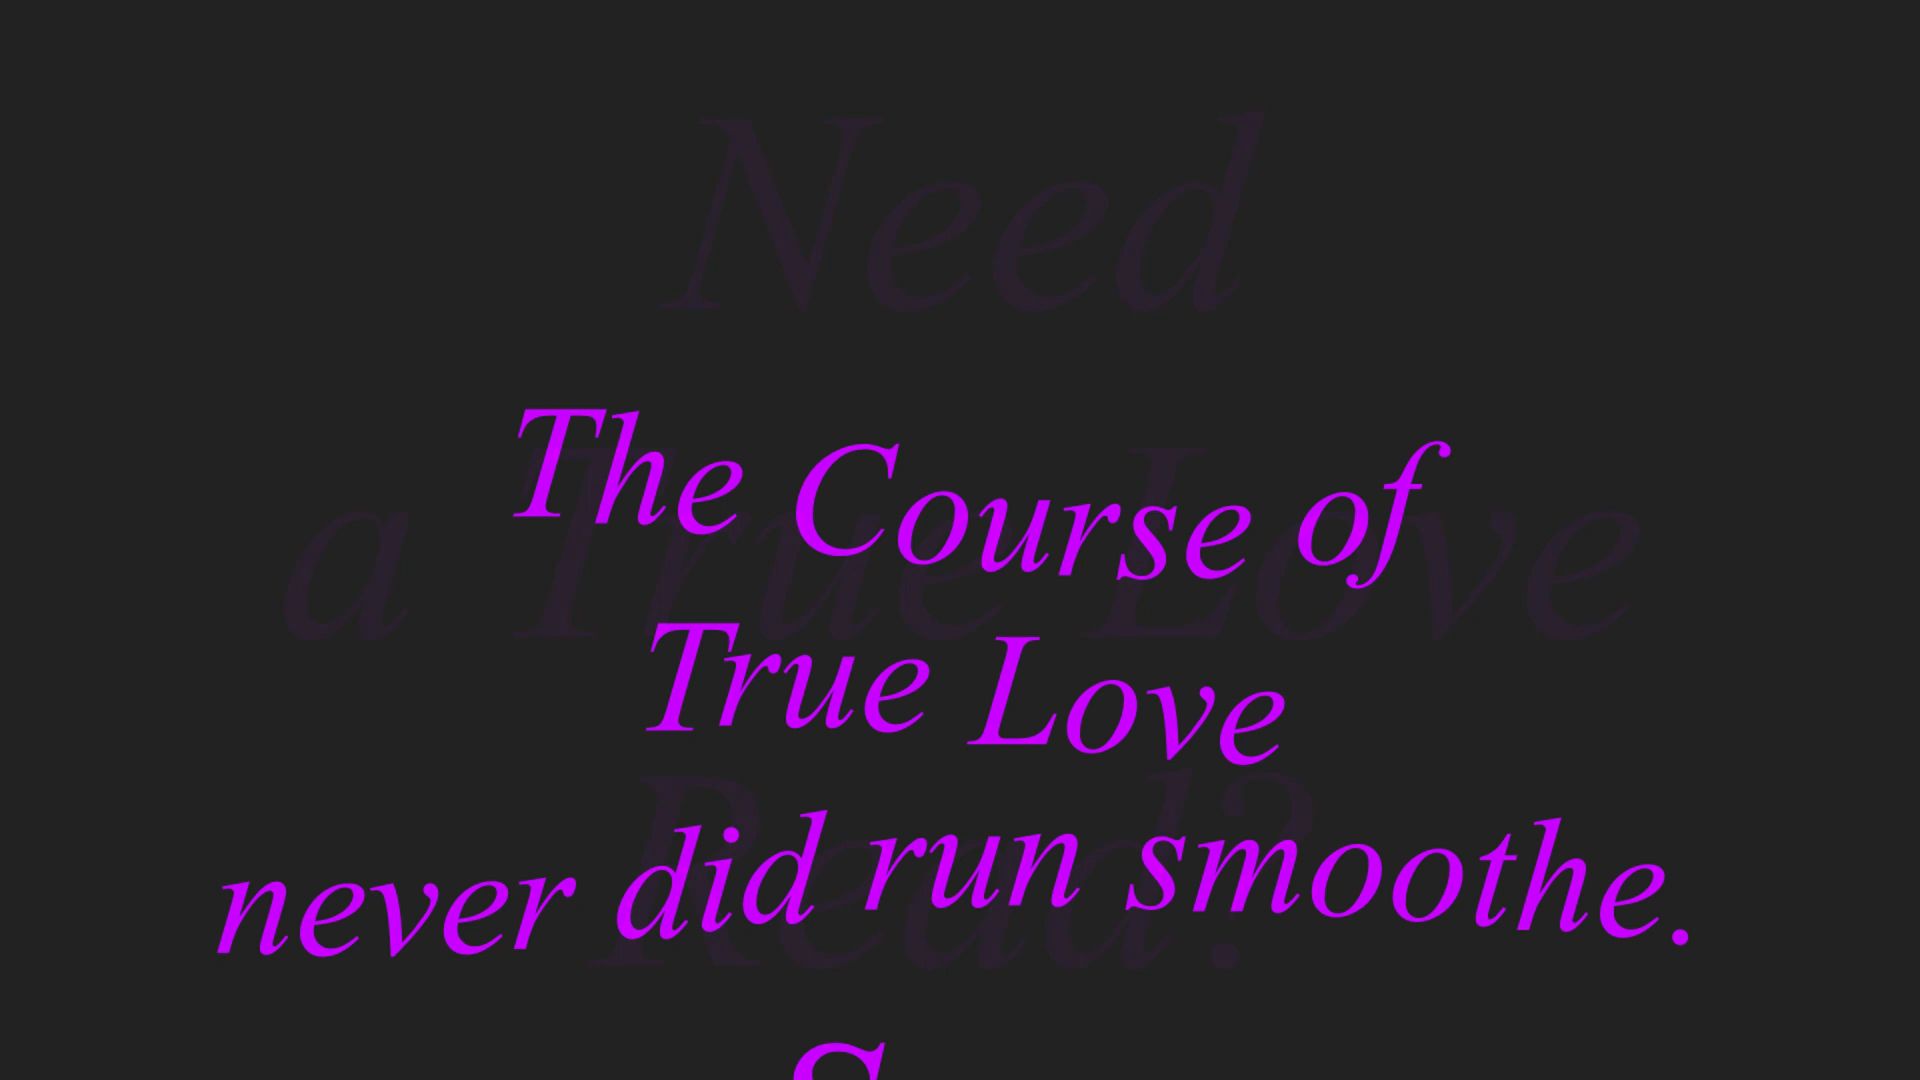 Need
a True Love
Read?
The Course of
True Love
never did run smoothe.